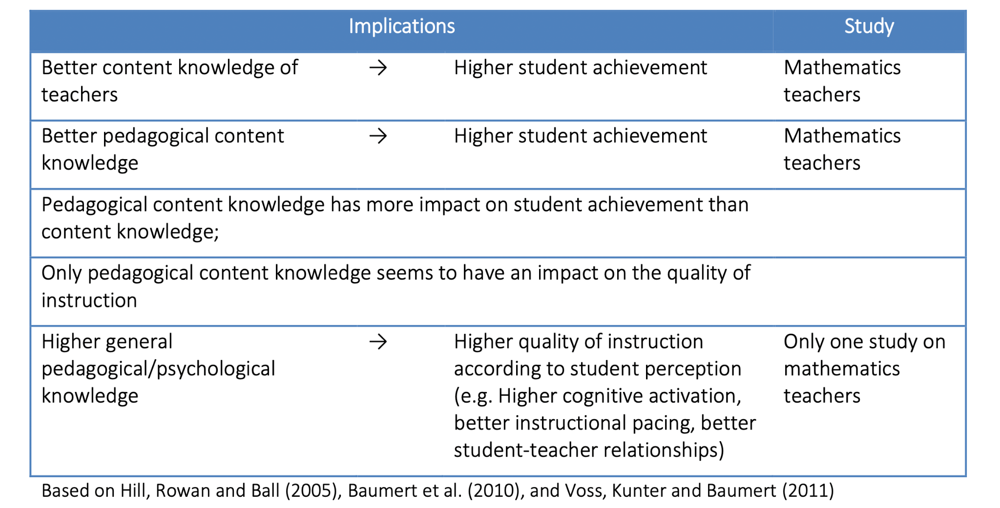 Implications Study
Better content knowledge of
teachers
→
Higher student achievement
Mathematics
teachers
Better pedagogical content
knowledge
→
Higher student achievement
Mathematics
teachers
Pedagogical content knowledge has more impact on student achievement than
content knowledge;
Only pedagogical content knowledge seems to have an impact on the quality of
instruction
Higher general
pedagogical/psychological
knowledge
→
Higher quality of instruction
according to student perception
(e.g. Higher cognitive activation,
better instructional pacing, better
student-teacher relationships)
Only one study on
mathematics
teachers
Based on Hill, Rowan and Ball (2005), Baumert et al. (2010), and Voss, Kunter and Baumert (2011)